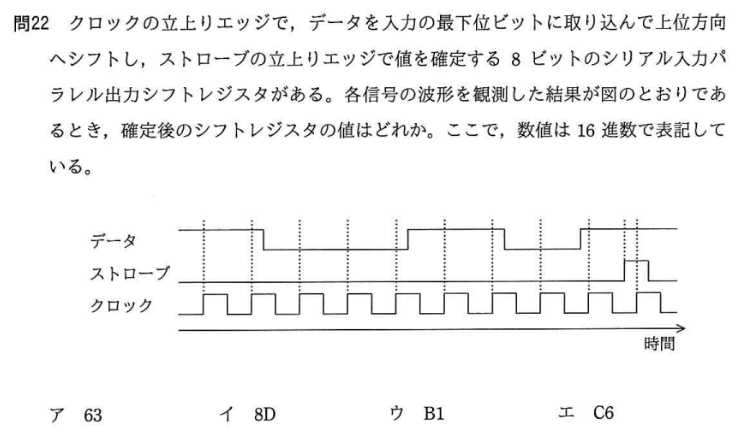 問22 クロックの立上りエッジで，データを入力の最下位ビットに取り込んで上位方向
へシフトし，ストローブの立上りエッジで値を確定する 8 ビットのシリアル入力パ
ラレル出力シフトレジスタがある。各信号の波形を観測した結果が図のとおりであ
るとき，確定後のシフトレジスタの値はどれか。ここで，数値は 16 進数で表記して
いる。
データ
ストローブ
クロック
時間
ア 63 イ 8D ウ B1 エ C6